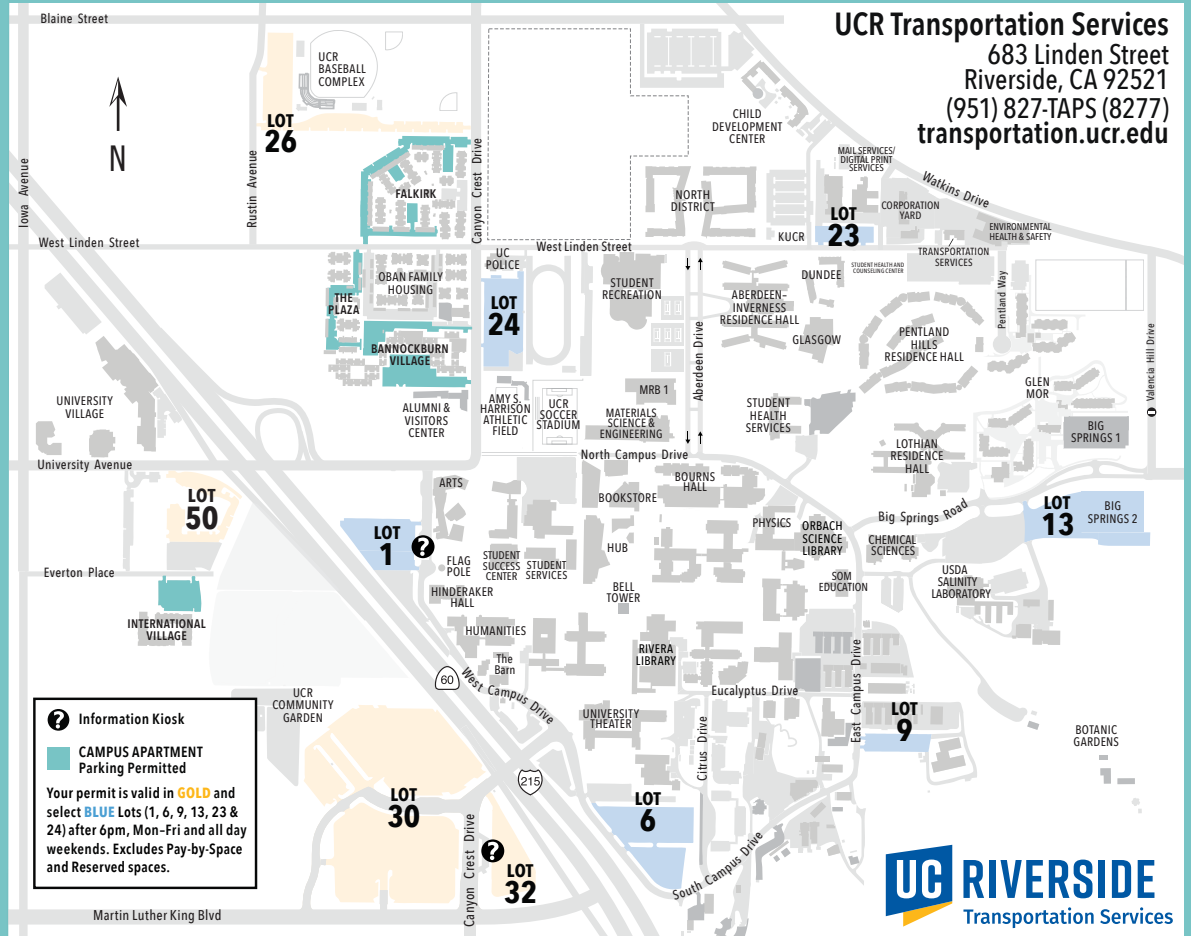 UCR Transportation Services
683 Linden Street
Riverside, CA 92521
(951) 827-TAPS (8277)
transportation.ucr.edu
Blaine Street
UCR
BASEBALL
COMPLEX
LOT
26
N
Iowa Avenue
Rustin Avenue
Canyon Crest Drive
FALKIRK
CHILD
DEVELOPMENT
CENTER
MAIL SERVICES/
DIGITAL PRINT
SERVICES
Watkins Drive
NORTH
DISTRICT
LOT
23
CORPORATION
YARD
KUCR
ENVIRONMENTAL
HEALTH & SAFETY
TRANSPORTATION
SERVICES
West Linden Street
West Linden Street
UC
POLICE
OBAN FAMILY
HOUSING
THE
PLAZA
LOT
24
STUDENT
RECREATION
ABERDEEN–
INVERNESS
RESIDENCE HALL
DUNDEE
STUDENT HEALTH AND
COUNSELING CENTER
Pentland Way
GLASGOW
PENTLAND
HILLS
RESIDENCE HALL
Aberdeen Drive
Valencia Hill Drive
BANNOCKBURN
VILLAGE
UNIVERSITY
VILLAGE
ALUMNI &
VISITORS
CENTER
AMY S.
HARRISON
ATHLETIC
FIELD
UCR
SOCCER
STADIUM
MRB 1
MATERIALS
SCIENCE &
ENGINEERING
STUDENT
HEALTH
SERVICES
GLEN
MOR
BIG
SPRINGS 1
LOTHIAN
RESIDENCE
HALL
University Avenue
North Campus Drive
ARTS
BOOKSTORE
BOURNS
HALL
LOT
50
LOT
1
?
FLAG
POLE
STUDENT
SUCCESS
CENTER
STUDENT
SERVICES
HUB
PHYSICS
ORBACH
SCIENCE
LIBRARY
Big Springs Road
CHEMICAL
SCIENCES
LOT
13
BIG
SPRINGS 2
Everton Place
HINDERAKER
HALL
BELL
TOWER
SOM
EDUCATION
USDA
SALINITY
LABORATORY
INTERNATIONAL
VILLAGE
HUMANITIES
The
Barn
RIVERA
LIBRARY
60
West Campus Drive
Eucalyptus Drive
East Campus Drive
UCR
COMMUNITY
GARDEN
UNIVERSITY
THEATER
Citrus Drive
LOT
9
BOTANIC
GARDENS
215
LOT
30
LOT
6
Canyon Crest Drive
?
LOT
32
South Campus Drive
Martin Luther King Blvd
? Information Kiosk
CAMPUS APARTMENT
Parking Permitted
Your permit is valid in GOLD and
select BLUE Lots (1, 6, 9, 13, 23 &
24) after 6pm, Mon–Fri and all day
weekends. Excludes Pay-by-Space
and Reserved spaces.
UC RIVERSIDE
Transportation Services